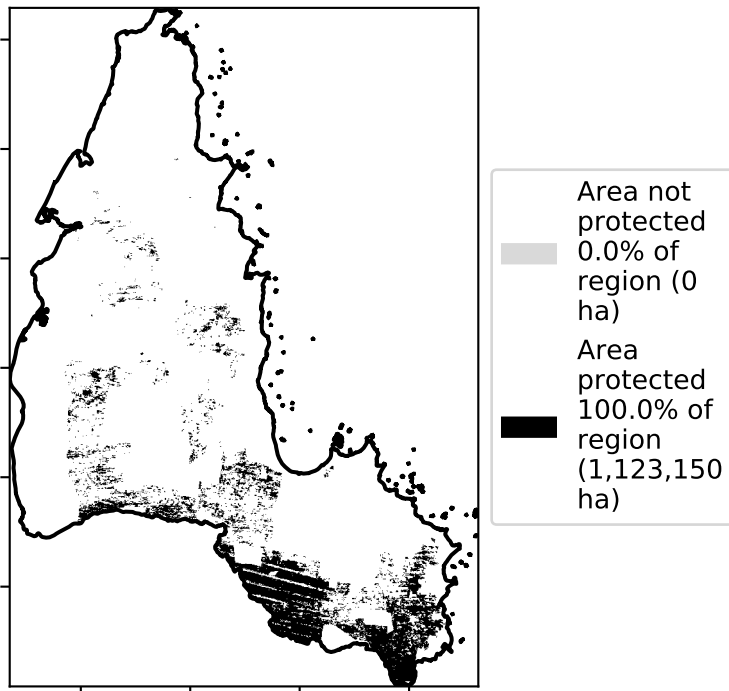 Area not
protected
0.0% of
region (0
ha)
Area
protected
100.0% of
region
(1,123,150
ha)